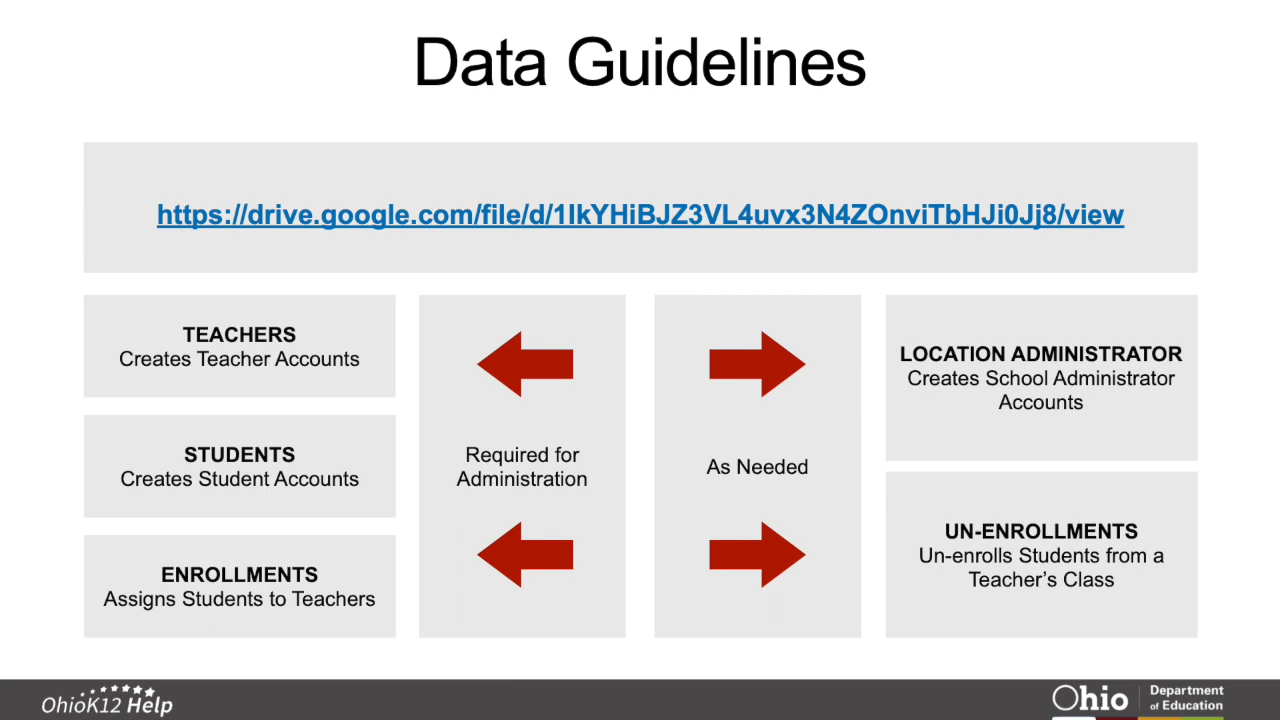 Data Guidelines
https://drive.google.com/file/d/1IkYHiBJZ3VL4uvx3N4ZOnviTbHJi0Jj8/view
TEACHERS
Creates Teacher Accounts
STUDENTS
Creates Student Accounts
ENROLLMENTS
Assigns Students to Teachers
Required for
Administration
As Needed
LOCATION ADMINISTRATOR
Creates School Administrator
Accounts
UN-ENROLLMENTS
Un-enrolls Students from a
Teacher’s Class
OhioK12 Help
Ohio
Department
of Education